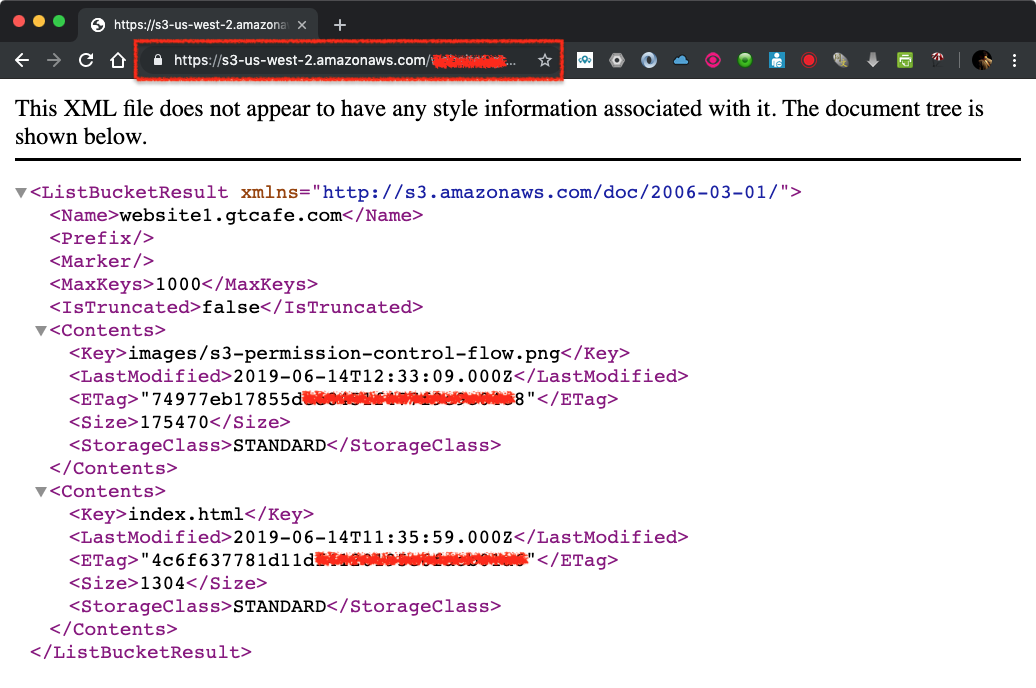 https://s3-us-west-2.amazona
https://s3-us-west-2.amazonaws.com/ ...
This XML file does not appear to have any style information associated with it. The document tree is
shown below.
<ListBucketResult xmlns="http://s3.amazonaws.com/doc/2006-03-01/">
<Name>website1.gtcafe.com</Name>
<Prefix/>
<Marker/>
<MaxKeys>1000</MaxKeys>
<IsTruncated>false</IsTruncated>
<Contents>
<Key>images/s3-permission-control-flow.png</Key>
<LastModified>2019-06-14T12:33:09.000Z</LastModified>
<ETag>"74977eb17855d 8"</ETag>
<Size>175470</Size>
<StorageClass>STANDARD</StorageClass>
</Contents>
<Contents>
<Key>index.html</Key>
<LastModified>2019-06-14T11:35:59.000Z</LastModified>
<ETag>"4c6f637781d11d "</ETag>
<Size>1304</Size>
<StorageClass>STANDARD</StorageClass>
</Contents>
</ListBucketResult>